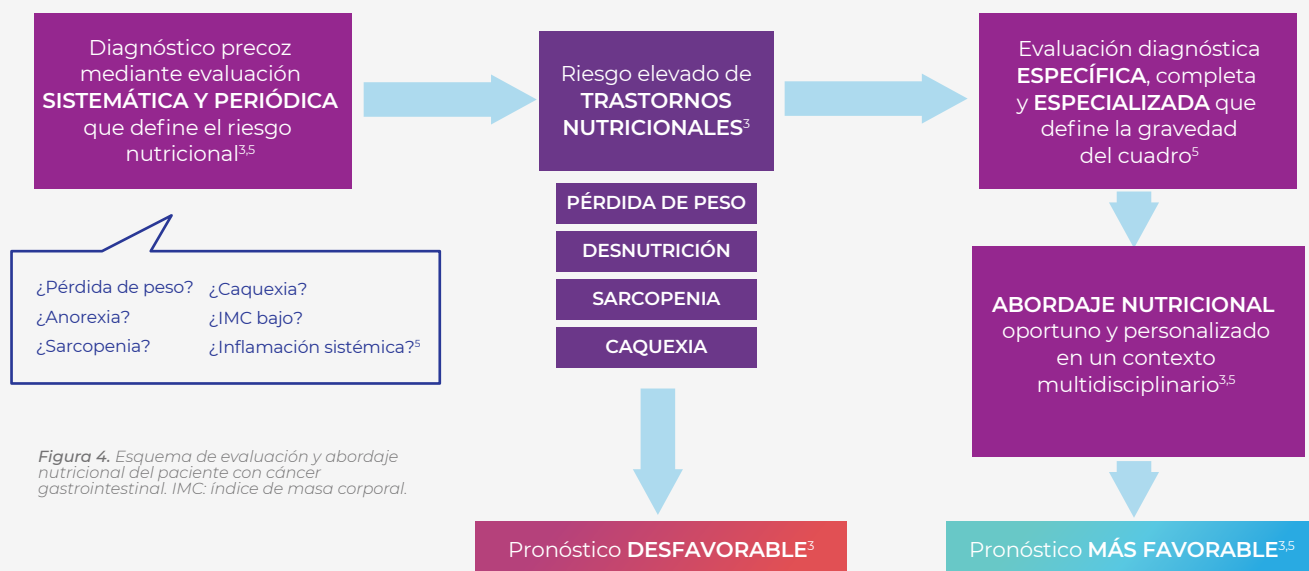 Diagnóstico precoz
mediante evaluación
SISTEMÁTICA Y PERIÓDICA
que define el riesgo
nutricional3,5
¿Pérdida de peso?
¿Anorexia?
¿Sarcopenia?
¿Caquexia?
¿IMC bajo?
¿Inflamación sistémica?5
Riesgo elevado de
TRASTORNOS
NUTRICIONALES3
PÉRDIDA DE PESO
DESNUTRICIÓN
SARCOPENIA
CAQUEXIA
Pronóstico DESFAVORABLE3
Evaluación diagnóstica
ESPECÍFICA, completa
y ESPECIALIZADA que
define la gravedad
del cuadro5
ABORDAJE NUTRICIONAL
oportuno y personalizado
en un contexto
multidisciplinario3,5
Pronóstico MÁS FAVORABLE3,5
Figura 4. Esquema de evaluación y abordaje
nutricional del paciente con cáncer
gastrointestinal. IMC: índice de masa corporal.